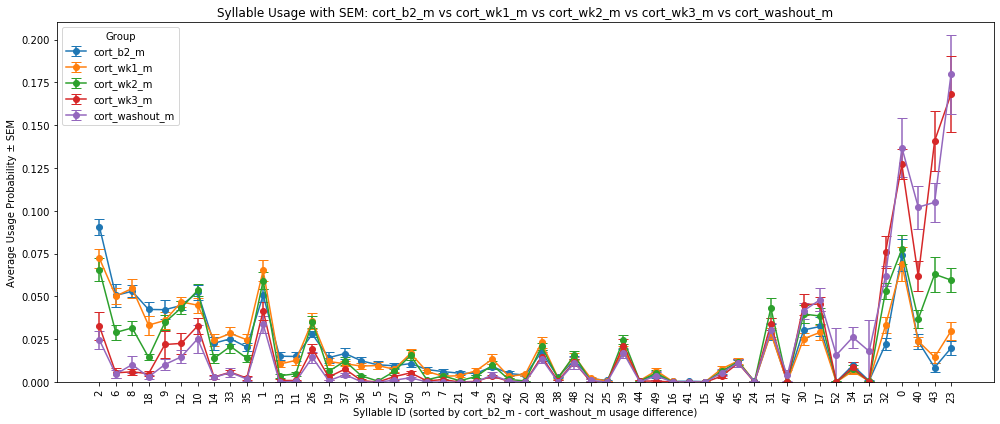 Syllable Usage with SEM: cort_b2_m vs cort_wk1_m vs cort_wk2_m vs cort_wk3_m vs cort_washout_m
Group
cort_b2_m
cort_wk1_m
cort_wk2_m
cort_wk3_m
cort_washout_m
Average Usage Probability ± SEM
0.200
0.175
0.150
0.125
0.100
0.075
0.050
0.025
0.000
2 6 8 18 9 12 10 14 33 35 1 13 11 26 19 37 36 5 27 50 3 7 21 4 29 42 20 28 38 48 22 25 39 44 49 16 41 15 46 45 24 31 47 30 17 52 34 51 32 0 40 43 23
Syllable ID (sorted by cort_b2_m - cort_washout_m usage difference)